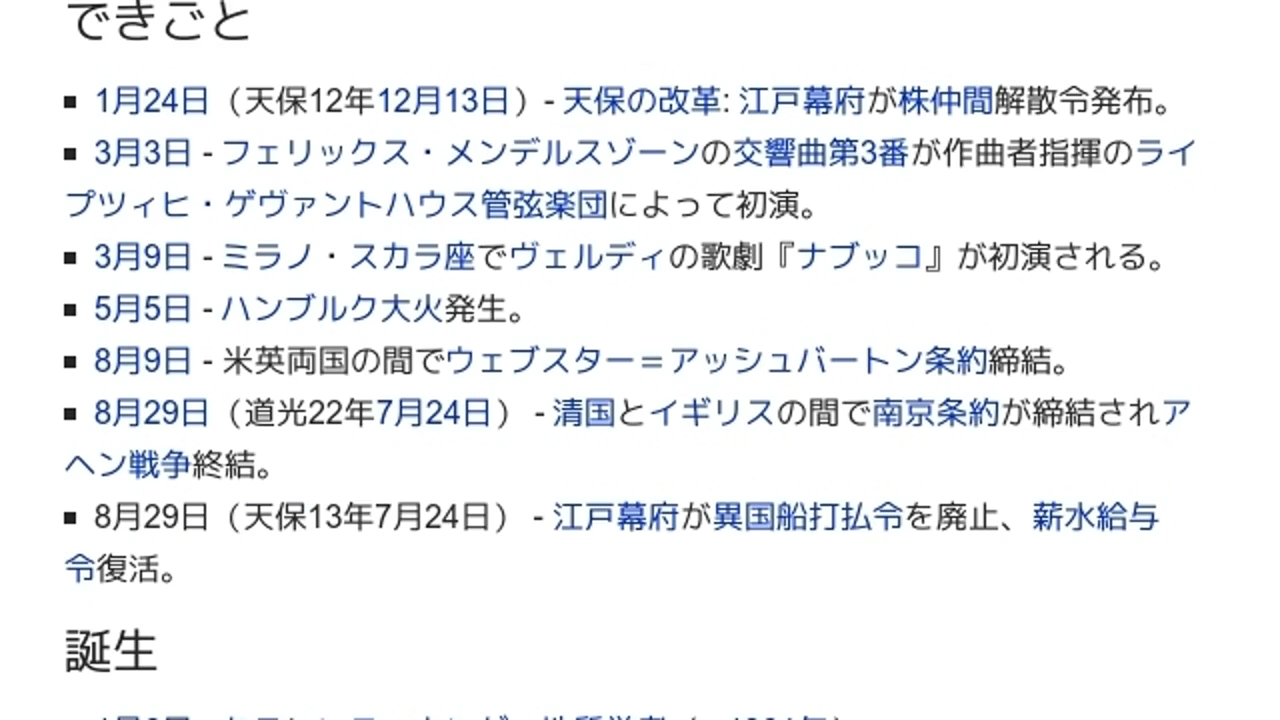 できごと
■ 1月24日（天保12年12月13日）- 天保の改革: 江戸幕府が株仲間解散令発布。
■ 3月3日 - フェリックス・メンデルスゾーンの交響曲第3番が作曲者指揮のライ
プツィヒ・ゲヴァントハウス管弦楽団によって初演。
■ 3月9日 - ミラノ・スカラ座でヴェルディの歌劇『ナブッコ』が初演される。
■ 5月5日 - ハンブルク大火発生。
■ 8月9日 - 米英両国の間でウェブスター＝アッシュバートン条約締結。
■ 8月29日（道光22年7月24日） - 清国とイギリスの間で南京条約が締結されア
ヘン戦争終結。
■ 8月29日（天保13年7月24日） - 江戸幕府が異国船打払令を廃止、薪水給与
令復活。
誕生